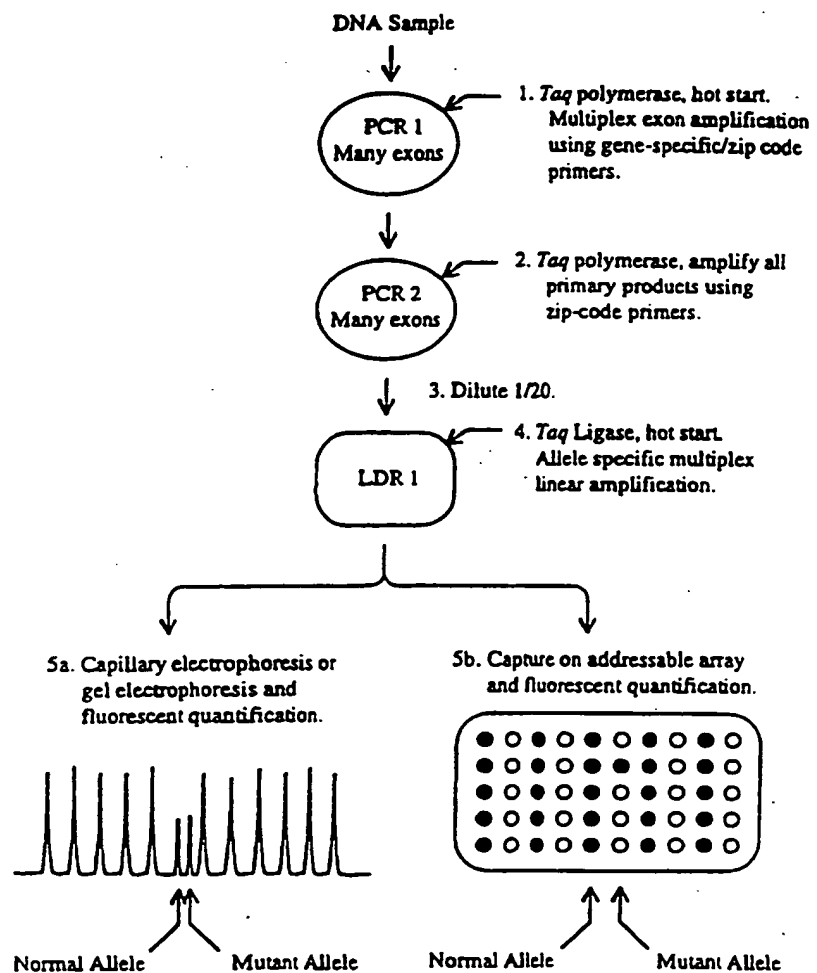 DNA Sample
PCR 1
Many exons
1. Taq polymerase, hot start.
Multiplex exon amplification
using gene-specific/zip code
primers.
PCR 2
Many exons
2. Taq polymerase, amplify all
primary products using
zip-code primers.
3. Dilute 1/20.
LDR 1
4. Taq Ligase, hot start.
Allele specific multiplex
linear amplification.
5a. Capillary electrophoresis or
gel electrophoresis and
fluorescent quantification.
5b. Capture on addressable array
and fluorescent quantification.
Normal Allele
Mutant Allele
Normal Allele
Mutant Allele